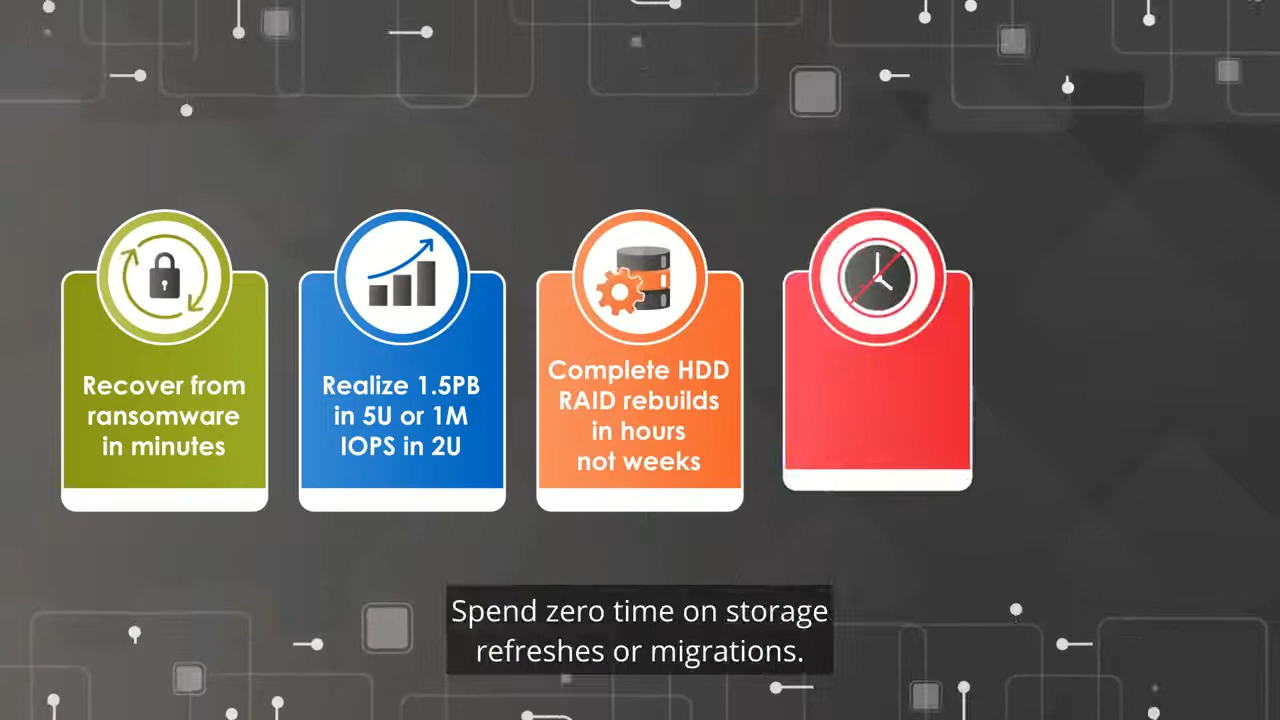 Recover from
ransomware
in minutes
Realize 1.5PB
in 5U or 1M
IOPS in 2U
Complete HDD
RAID rebuilds
in hours
not weeks
Spend zero time on storage
refreshes or migrations.